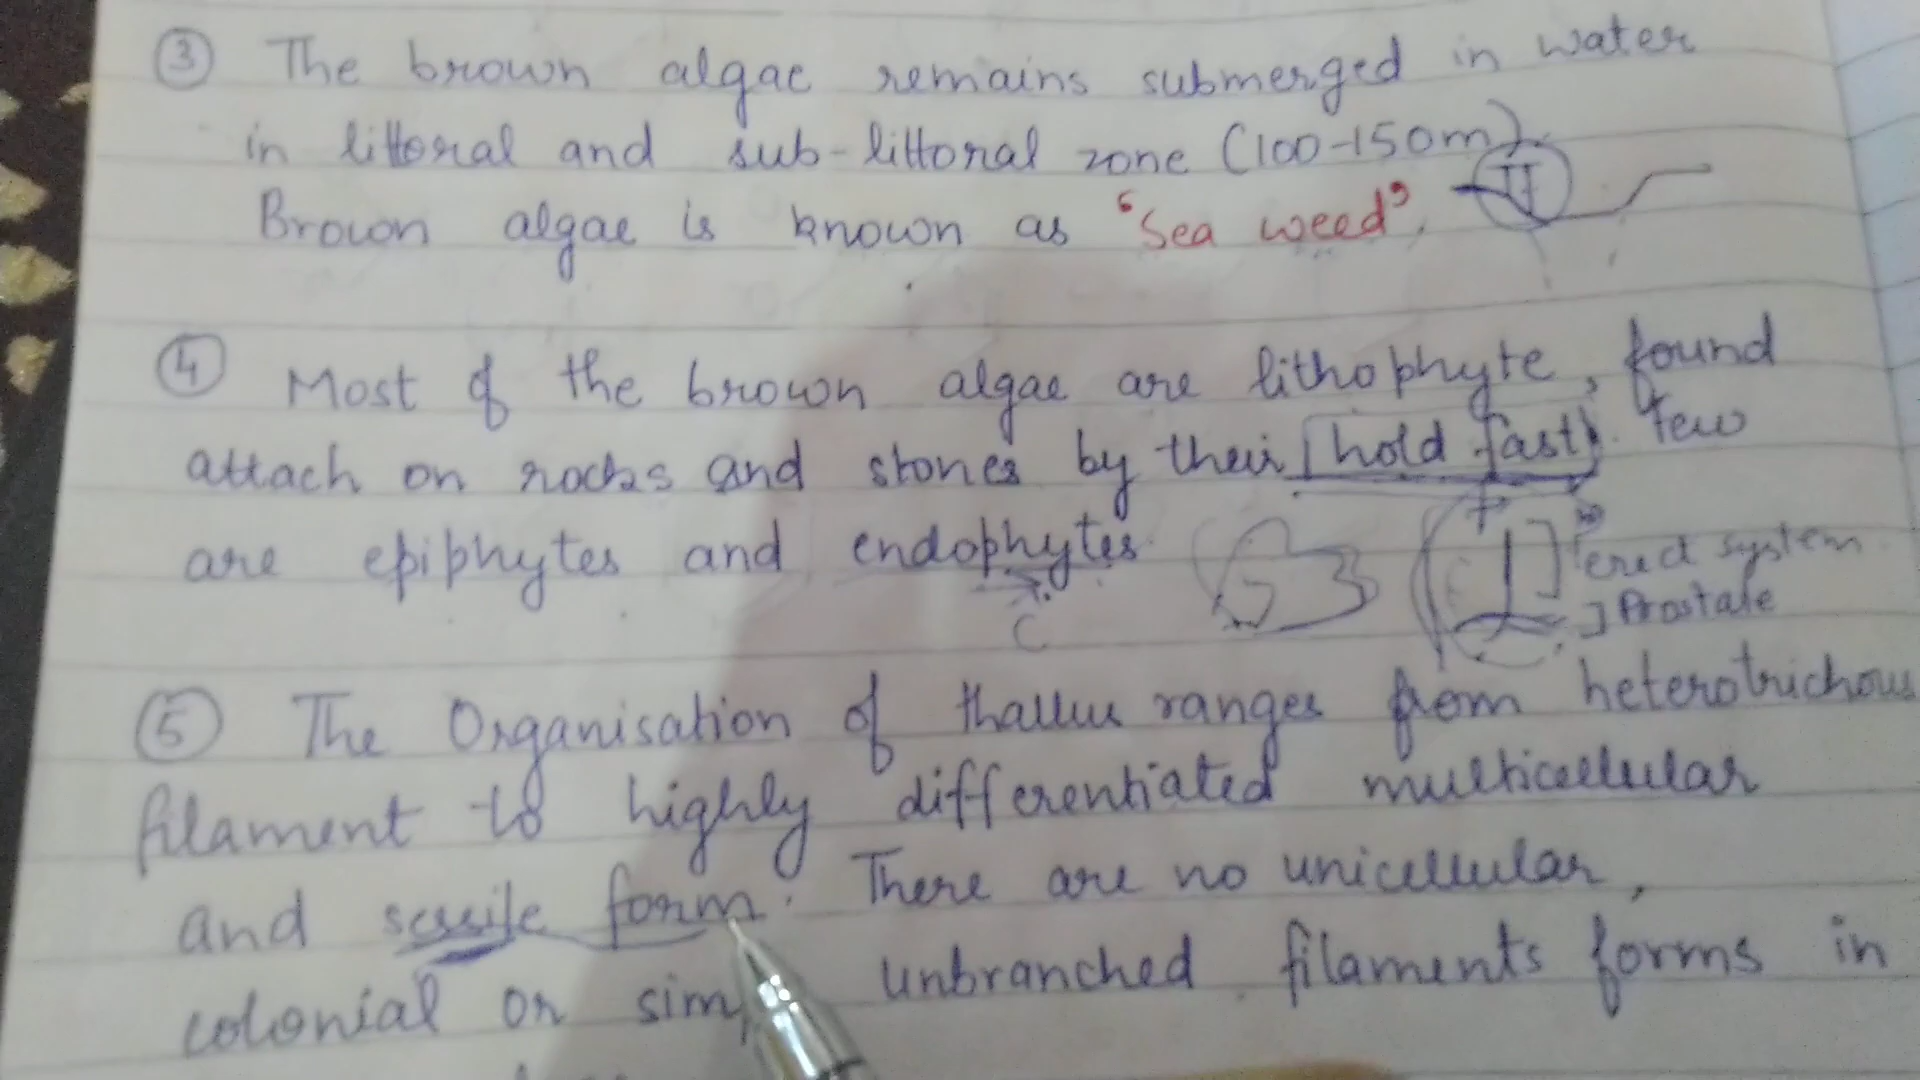 ③ The brown algae remains submerged in water
in littoral and sub-littoral zone (100-150m)
Brown algae is known as "Sea weed",
④ Most of the brown algae are lithophyte, found
attach on rocks and stones by their hold fast. Few
are epiphytes and endophytes
erect system
Prostate
⑤ The Organisation of thallus ranges from heterotrichous
filament to highly differentiated multicellular
and sessile form. There are no unicellular,
colonial or unbranched filaments forms in